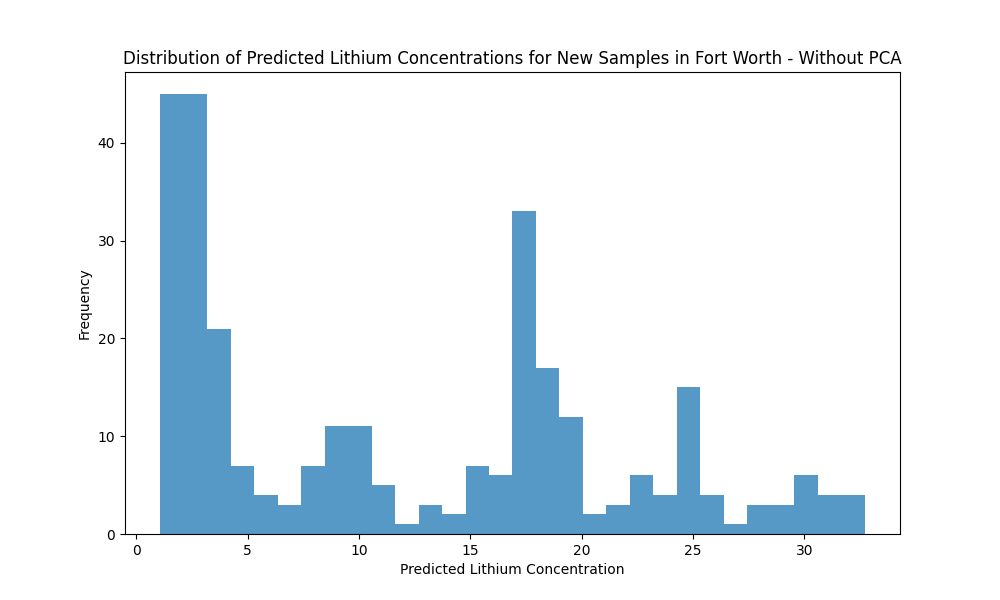 Distribution of Predicted Lithium Concentrations for New Samples in Fort Worth - Without PCA
40
30
20
10
0
Frequency
0 5 10 15 20 25 30
Predicted Lithium Concentration